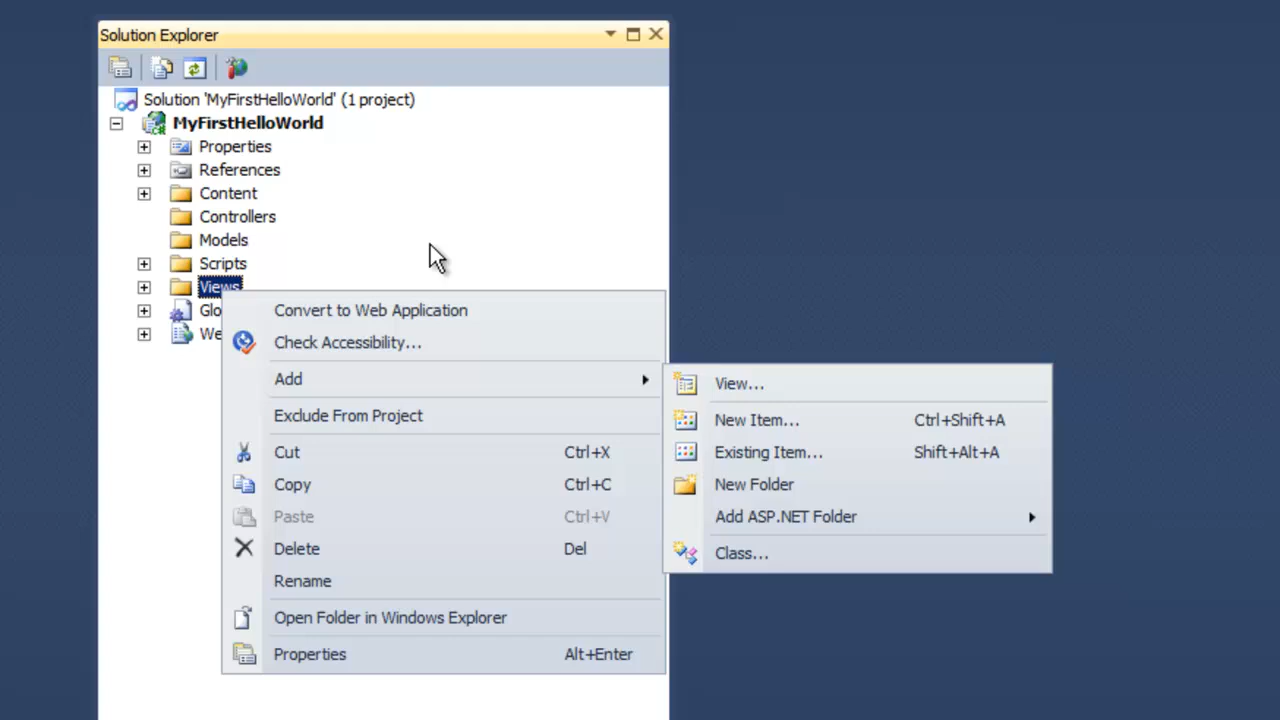 Solution Explorer
Solution 'MyFirstHelloWorld' (1 project)
MyFirstHelloWorld
Properties
References
Content
Controllers
Models
Scripts
Views
Glo
We
Convert to Web Application
Check Accessibility...
Add
Exclude From Project
Cut Ctrl+X
Copy Ctrl+C
Paste Ctrl+V
Delete Del
Rename
Open Folder in Windows Explorer
Properties Alt+Enter
View...
New Item... Ctrl+Shift+A
Existing Item... Shift+Alt+A
New Folder
Add ASP.NET Folder
Class...